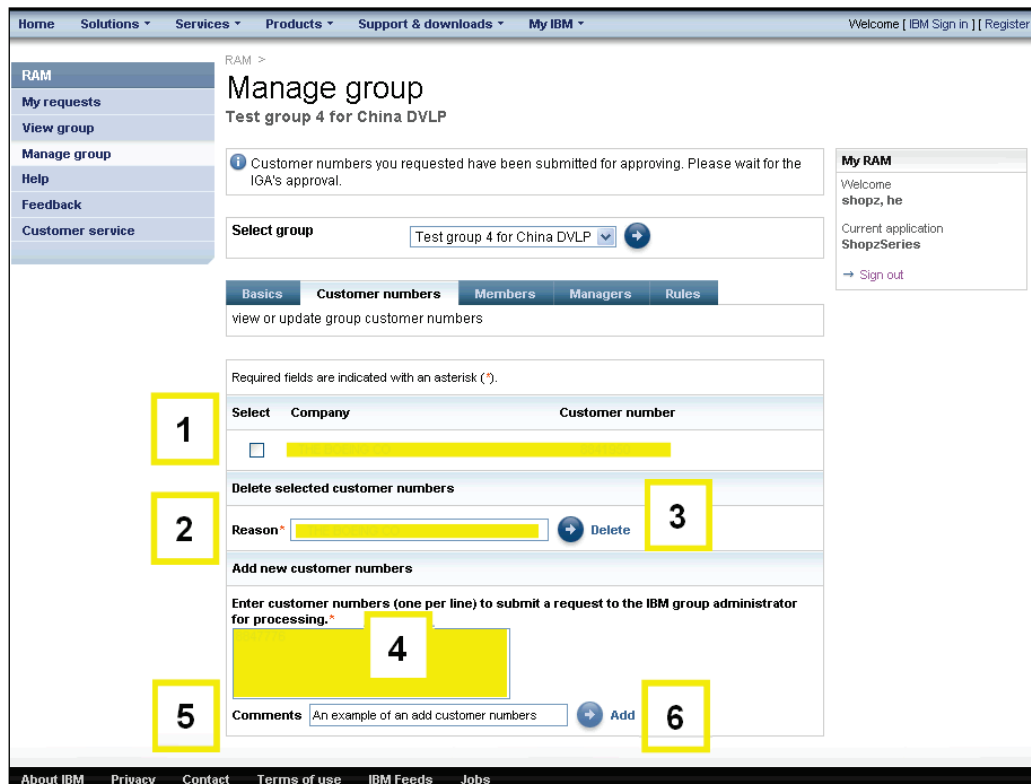 Home Solutions Services Products Support & downloads My IBM Welcome [ IBM Sign in ] [ Register
RAM
My requests
View group
Manage group
Help
Feedback
Customer service
RAM >
Manage group
Test group 4 for China DVLP
Customer numbers you requested have been submitted for approving. Please wait for the
IGA's approval.
Select group Test group 4 for China DVLP
My RAM
Welcome
shopz, he
Current application
ShopzSeries
→ Sign out
Basics Customer numbers Members Managers Rules
view or update group customer numbers
Required fields are indicated with an asterisk (*).
1
Select Company Customer number
Delete selected customer numbers
2
Reason* Delete
3
Add new customer numbers
Enter customer numbers (one per line) to submit a request to the IBM group administrator
for processing.*
4
5
Comments An example of an add customer numbers Add
6
About IBM Privacy Contact Terms of use IBM Feeds Jobs